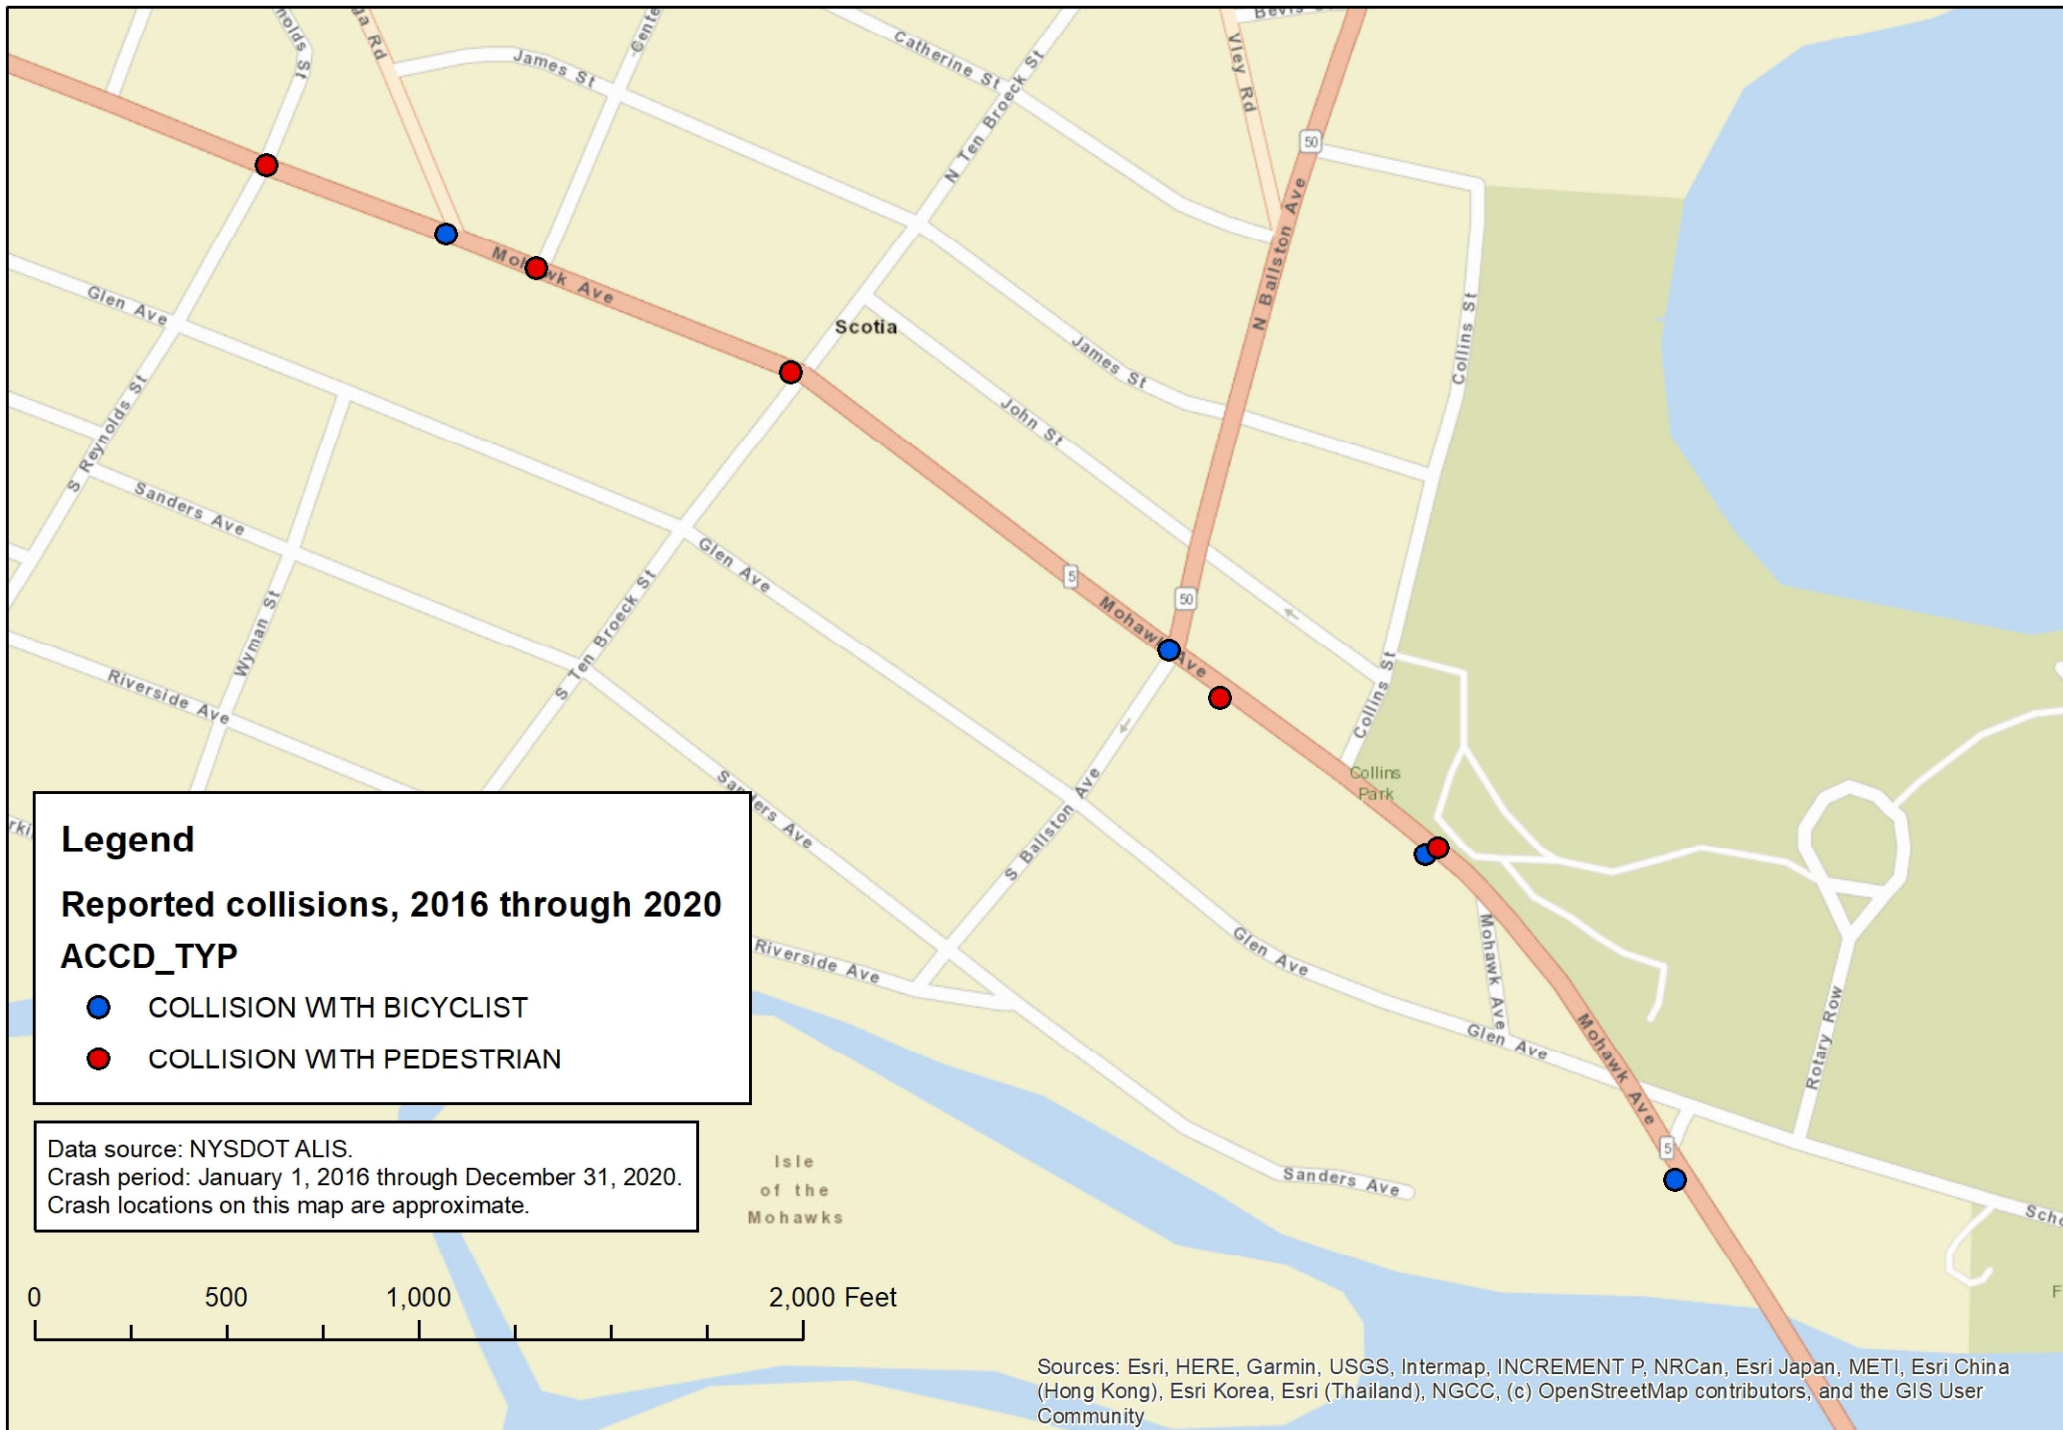 Bevis
nolds St
ga Rd
James St
Cente
Catherine St
N Ten Broeck St
Vley Rd
50
N Ballston Ave
Collins St
Mohawk Ave
Glen Ave
Scotia
James St
John St
S Reynolds St
Sanders Ave
Glen Ave
5
50
Mohawk Ave
Wyman St
S Ten Broeck St
Riverside Ave
Collins St
Collins
Park
Sanders Ave
S Ballston Ave
Glen Ave
Riverside Ave
Mohawk Ave
Glen Ave
Mohawk Ave
Rotary Row
5
Sanders Ave
Isle
of the
Mohawks
Legend
Reported collisions, 2016 through 2020
ACCD_TYP
COLLISION WITH BICYCLIST
COLLISION WITH PEDESTRIAN
Data source: NYSDOT ALIS.
Crash period: January 1, 2016 through December 31, 2020.
Crash locations on this map are approximate.
0 500 1,000 2,000 Feet
Sources: Esri, HERE, Garmin, USGS, Intermap, INCREMENT P, NRCan, Esri Japan, METI, Esri China
(Hong Kong), Esri Korea, Esri (Thailand), NGCC, (c) OpenStreetMap contributors, and the GIS User
Community